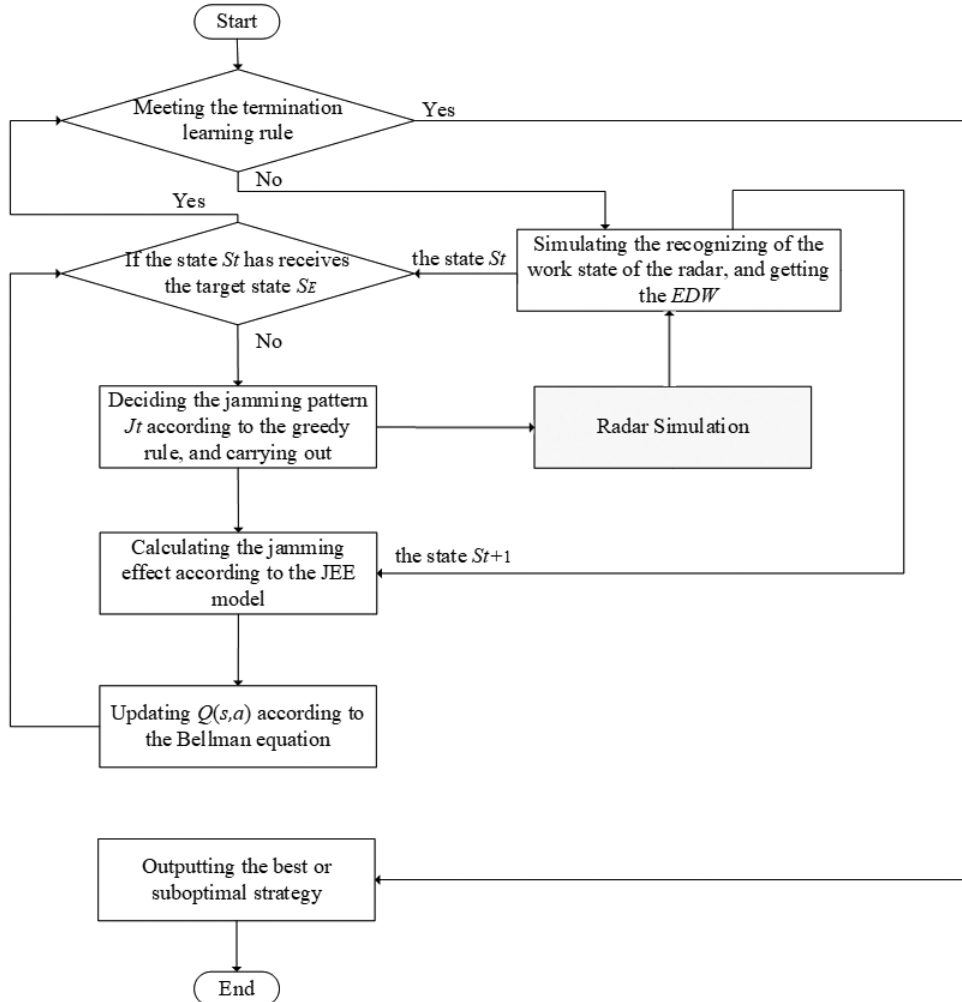 Start
Meeting the termination
learning rule
Yes
No
Yes
If the state St has receives
the target state SE
the state St
Simulating the recognizing of the
work state of the radar, and getting
the EDW
No
Deciding the jamming pattern
Jt according to the greedy
rule, and carrying out
Radar Simulation
Calculating the jamming
effect according to the JEE
model
the state St+1
Updating Q(s,a) according to
the Bellman equation
Outputting the best or
suboptimal strategy
End